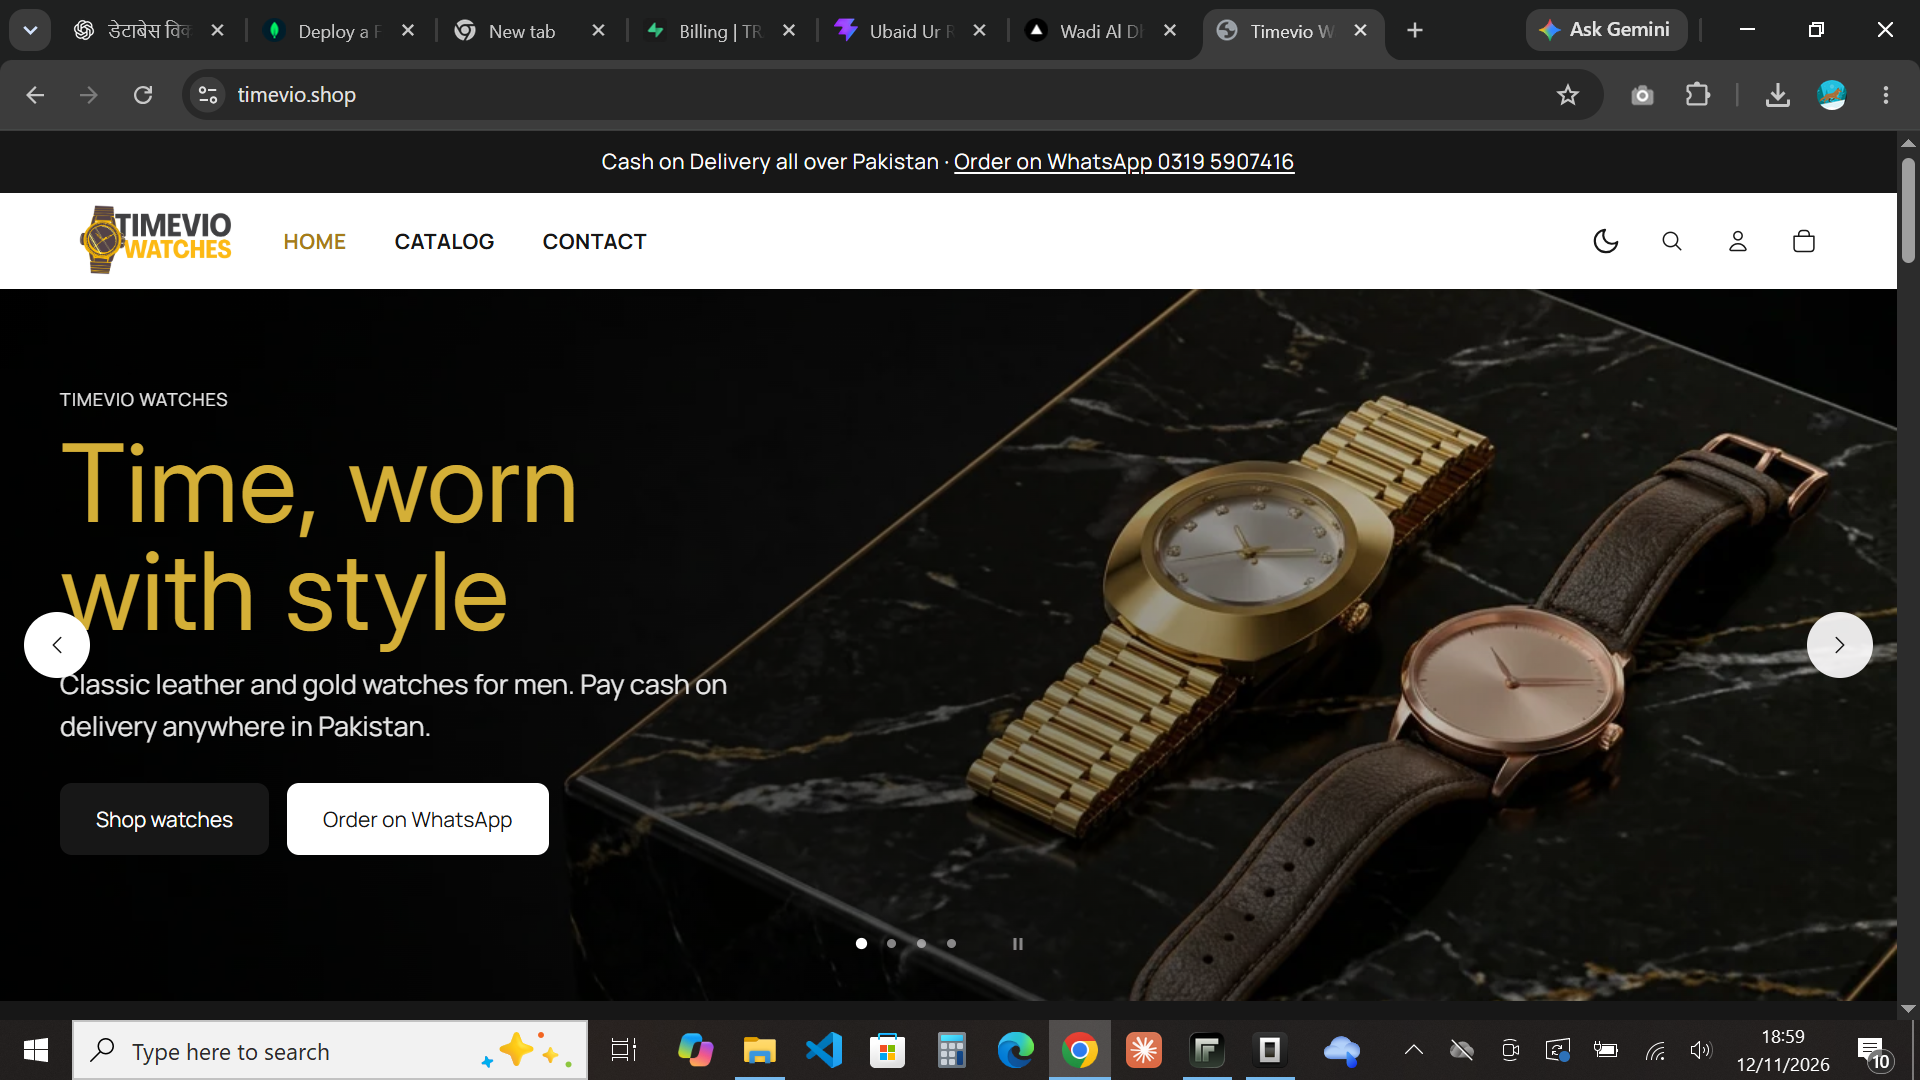 डेटाबेस विक
Deploy a F
New tab
Billing | TR
Ubaid Ur R
Wadi Al Dh
Timevio W
Ask Gemini
timevio.shop
Cash on Delivery all over Pakistan · Order on WhatsApp 0319 5907416
TIMEVIO
WATCHES
HOME
CATALOG
CONTACT
TIMEVIO WATCHES
Time, worn
with style
Classic leather and gold watches for men. Pay cash on
delivery anywhere in Pakistan.
Shop watches
Order on WhatsApp
Type here to search
18:59
12/11/2026
10